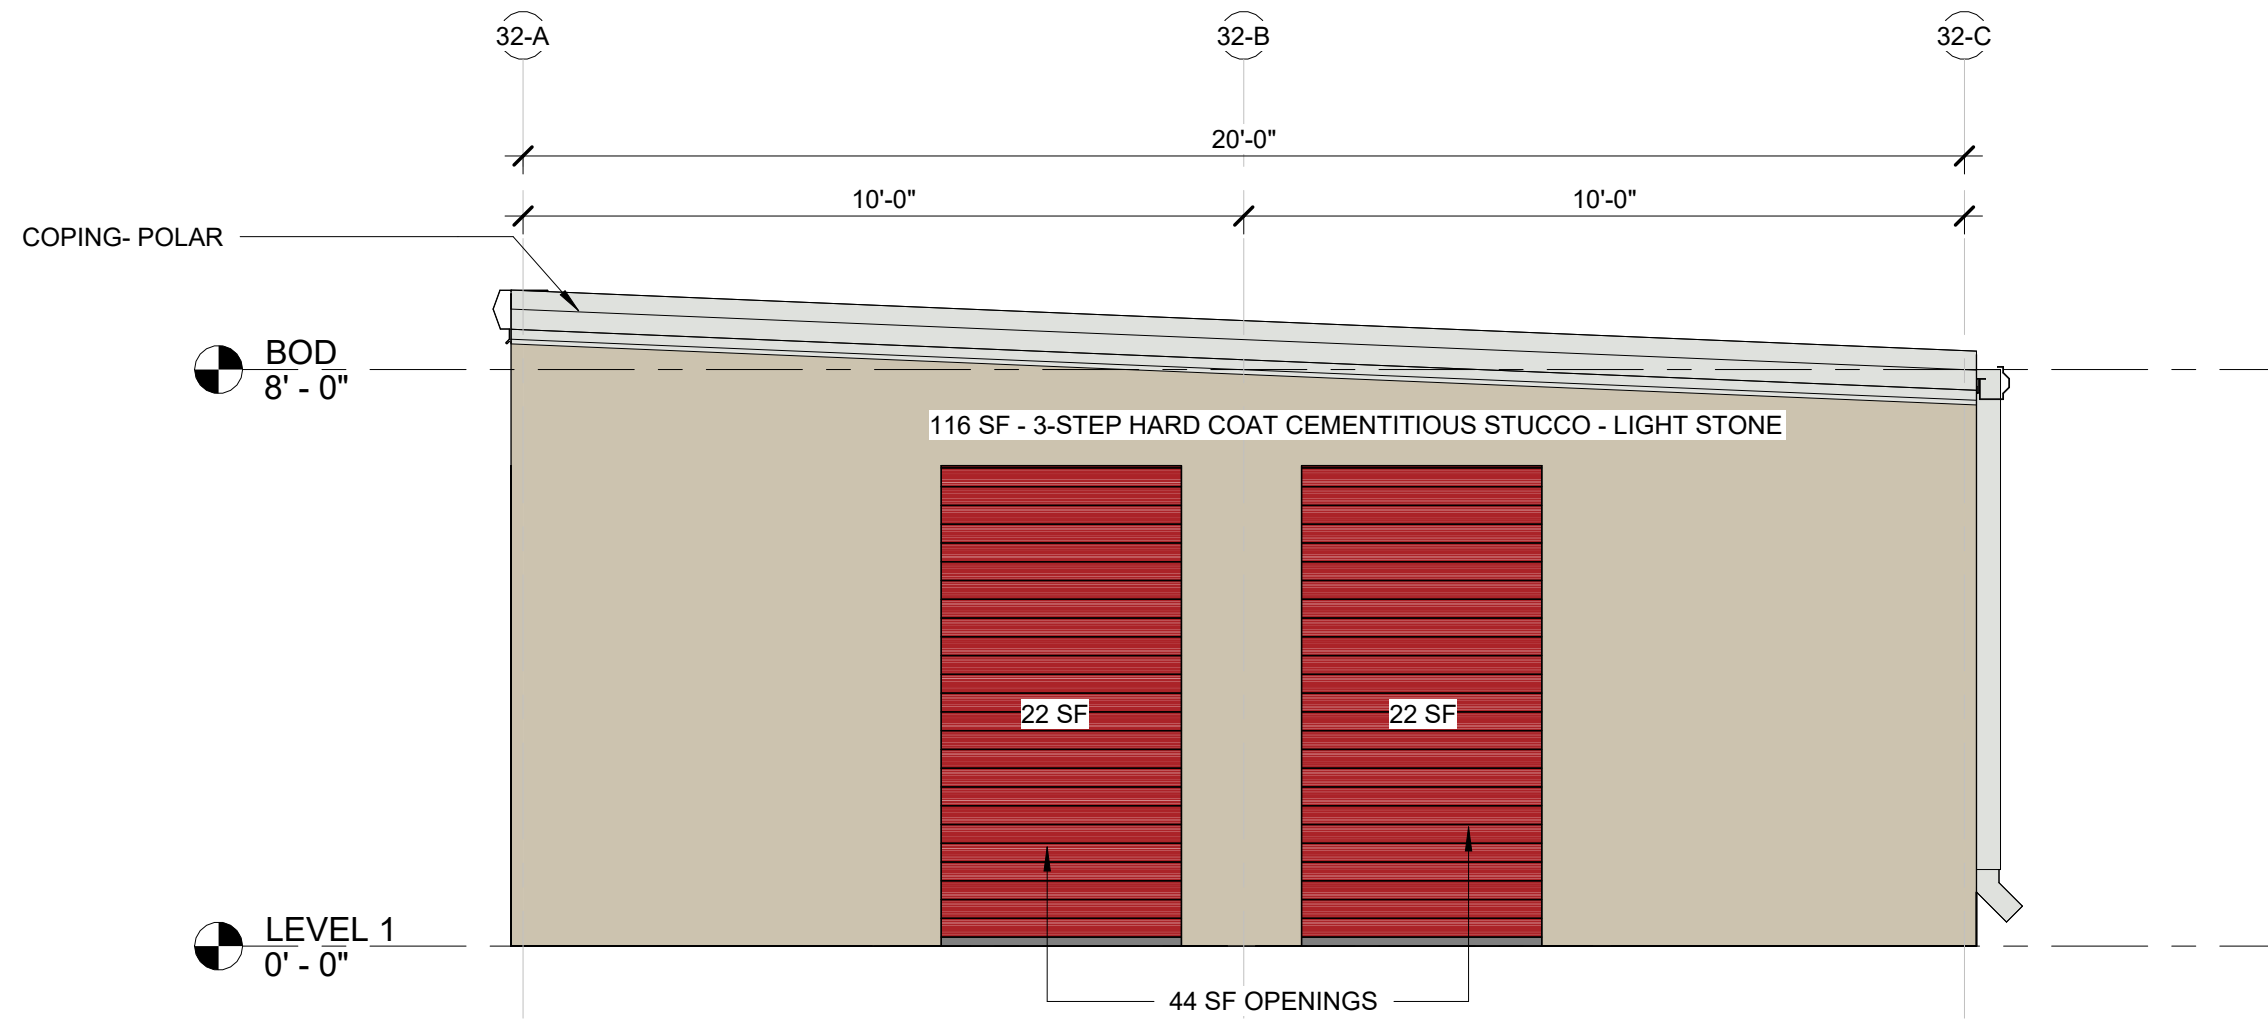 32-A
32-B
32-C
20'-0"
10'-0"
10'-0"
COPING- POLAR
BOD
8' - 0"
116 SF - 3-STEP HARD COAT CEMENTITIOUS STUCCO - LIGHT STONE
22 SF
22 SF
LEVEL 1
0' - 0"
44 SF OPENINGS